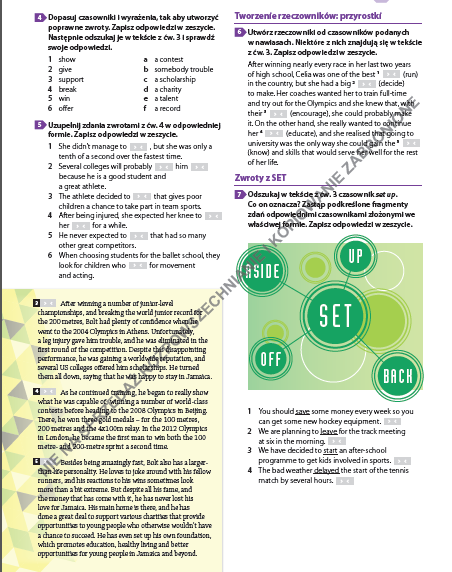 4 Dopasuj czasowniki i wyrażenia, tak aby utworzyć
poprawne zwroty. Zapisz odpowiedzi w zeszycie.
Następnie odszukaj je w tekście z ćw. 3 i sprawdź
swoje odpowiedzi.
1 show a a contest
2 give b somebody trouble
3 support c a scholarship
4 break d a charity
5 win e a talent
6 offer f a record
5 Uzupełnij zdania zwrotami z ćw. 4 w odpowiedniej
formie. Zapisz odpowiedzi w zeszycie.
1 She didn't manage to , but she was only a
tenth of a second over the fastest time.
2 Several colleges will probably him
because he is a good student and
a great athlete.
3 The athlete decided to that gives poor
children a chance to take part in team sports.
4 After being injured, she expected her knee to
her for a while.
5 He never expected to that had so many
other great competitors.
6 When choosing students for the ballet school, they
look for children who for movement
and acting.
3 After winning a number of junior-level
championships, and breaking the world junior record for
the 200 metres, Bolt had plenty of confidence when he
went to the 2004 Olympics in Athens. Unfortunately,
a leg injury gave him trouble, and he was eliminated in the
first round of the competition. Despite the disappointing
performance, he was gaining a worldwide reputation, and
several US colleges offered him scholarships. He turned
them all down, saying that he was happy to stay in Jamaica.
4 As he continued training, he began to really show
what he was capable of, winning a number of world-class
contests before heading to the 2008 Olympics in Beijing.
There, he won three gold medals – for the 100 metres,
200 metres and the 4x100m relay. In the 2012 Olympics
in London, he became the first man to win both the 100
metre- and 200-metre sprint a second time.
5 Besides being amazingly fast, Bolt also has a larger-
than-life personality. He loves to joke around with his fellow
runners, and his reactions to his wins sometimes look
more than a bit extreme. But despite all his fame, and
the money that has come with it, he has never lost his
love for Jamaica. His main home is there, and he has
done a great deal to support various charities that provide
opportunities to young people who otherwise wouldn't have
a chance to succeed. He has even set up his own foundation,
which promotes education, healthy living and better
opportunities for young people in Jamaica and beyond.
Tworzenie rzeczowników: przyrostki
6 Utwórz rzeczowniki od czasowników podanych
w nawiasach. Niektóre z nich znajdują się w tekście
z ćw. 3. Zapisz odpowiedzi w zeszycie.
After winning nearly every race in her last two years
of high school, Celia was one of the best 1 (run)
in the country, but she had a big 2 (decide)
to make. Her coaches wanted her to train full-time
and try out for the Olympics and she knew that, with
their 3 (encourage), she could probably make
it. On the other hand, she really wanted to continue
her 4 (educate), and she realised that going to
university was the only way she could gain the 5
(know) and skills that would serve her well for the rest
of her life.
Zwroty z SET
7 Odszukaj w tekście z ćw. 3 czasownik set up.
Co on oznacza? Zastąp podkreślone fragmenty
zdań odpowiednimi czasownikami złożonymi we
właściwej formie. Zapisz odpowiedzi w zeszycie.
ASIDE
UP
SET
OFF
BACK
1 You should save some money every week so you
can get some new hockey equipment.
2 We are planning to leave for the track meeting
at six in the morning.
3 We have decided to start an after-school
programme to get kids involved in sports.
4 The bad weather delayed the start of the tennis
match by several hours.